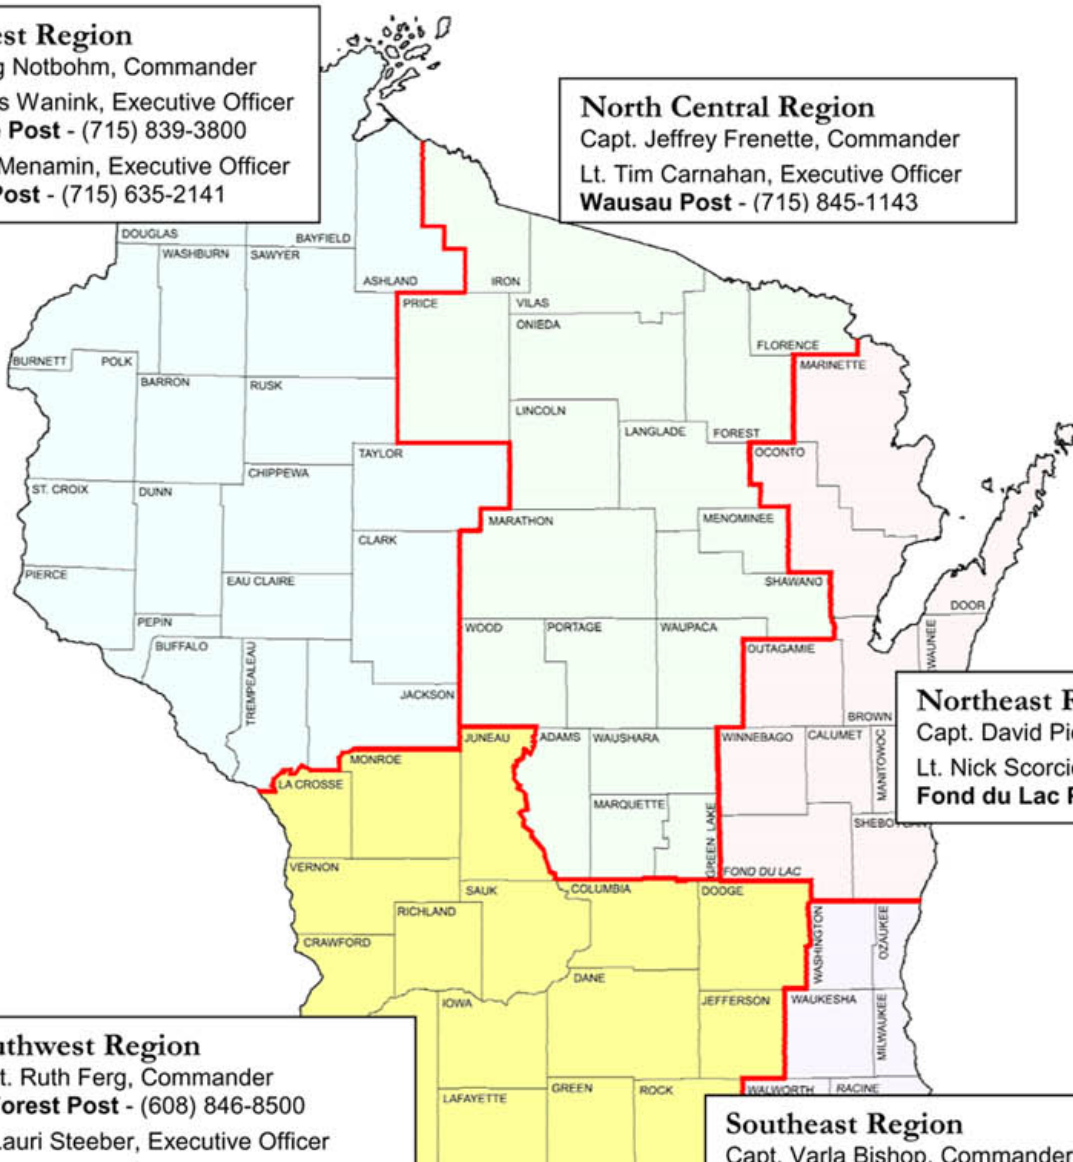 est Region
g Notbohm, Commander
s Wanink, Executive Officer
Post - (715) 839-3800
Menamin, Executive Officer
Post - (715) 635-2141
North Central Region
Capt. Jeffrey Frenette, Commander
Lt. Tim Carnahan, Executive Officer
Wausau Post - (715) 845-1143
DOUGLAS
BAYFIELD
WASHBURN
SAWYER
ASHLAND
IRON
PRICE
VILAS
ONIEDA
FLORENCE
MARINETTE
BURNETT
POLK
BARRON
RUSK
LINCOLN
LANGLADE
FOREST
OCONTO
TAYLOR
CHIPPEWA
ST. CROIX
DUNN
MARATHON
MENOMINEE
CLARK
PIERCE
EAU CLAIRE
SHAWANO
DOOR
PEPIN
WOOD
PORTAGE
WAUPACA
WAUNEE
BUFFALO
TREMPEALEAU
OUTAGAMIE
JACKSON
BROWN
Northeast R
Capt. David Pi
Lt. Nick Scorci
Fond du Lac
JUNEAU
ADAMS
WAUSHARA
WINNEBAGO
CALUMET
MANITOWOC
MONROE
LA CROSSE
MARQUETTE
GREEN LAKE
SHEBOYGAN
VERNON
FOND DU LAC
SAUK
COLUMBIA
DODGE
RICHLAND
WASHINGTON
OZAUKEE
CRAWFORD
DANE
IOWA
JEFFERSON
WAUKESHA
MILWAUKEE
uthwest Region
t. Ruth Ferg, Commander
Forest Post - (608) 846-8500
Lauri Steeber, Executive Officer
LAFAYETTE
GREEN
ROCK
WALWORTH
RACINE
Southeast Region
Capt. Varla Bishop, Commander